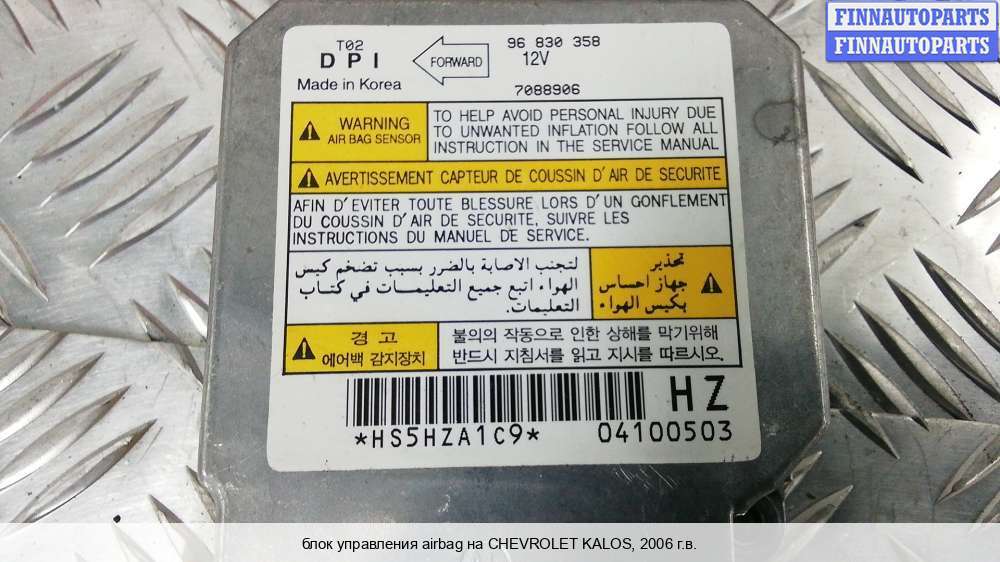 FINNAUTOPARTS
FINNAUTOPARTS
T02
DPI
Made in Korea
FORWARD
96 830 358
12V
7088906
WARNING
AIR BAG SENSOR
TO HELP AVOID PERSONAL INJURY DUE
TO UNWANTED INFLATION FOLLOW ALL
INSTRUCTION IN THE SERVICE MANUAL
AVERTISSEMENT CAPTEUR DE COUSSIN D'AIR DE SECURITE
AFIN D'EVITER TOUTE BLESSURE LORS D'UN GONFLEMENT
DU COUSSIN D'AIR DE SECURITE, SUIVRE LES
INSTRUCTIONS DU MANUEL DE SERVICE.
لتجنب الاصابة بالضرر بسبب تضخم كيس
الهواء اتبع جميع التعليمات في كتاب
التعليمات.
تحذير
جهاز احساس
بكيس الهواء
경 고
에어백 감지장치
불의의 작동으로 인한 상해를 막기위해
반드시 지침서를 읽고 지시를 따르시오.
*HS5HZA1C9*
HZ
04100503
блок управления airbag на CHEVROLET KALOS, 2006 г.в.